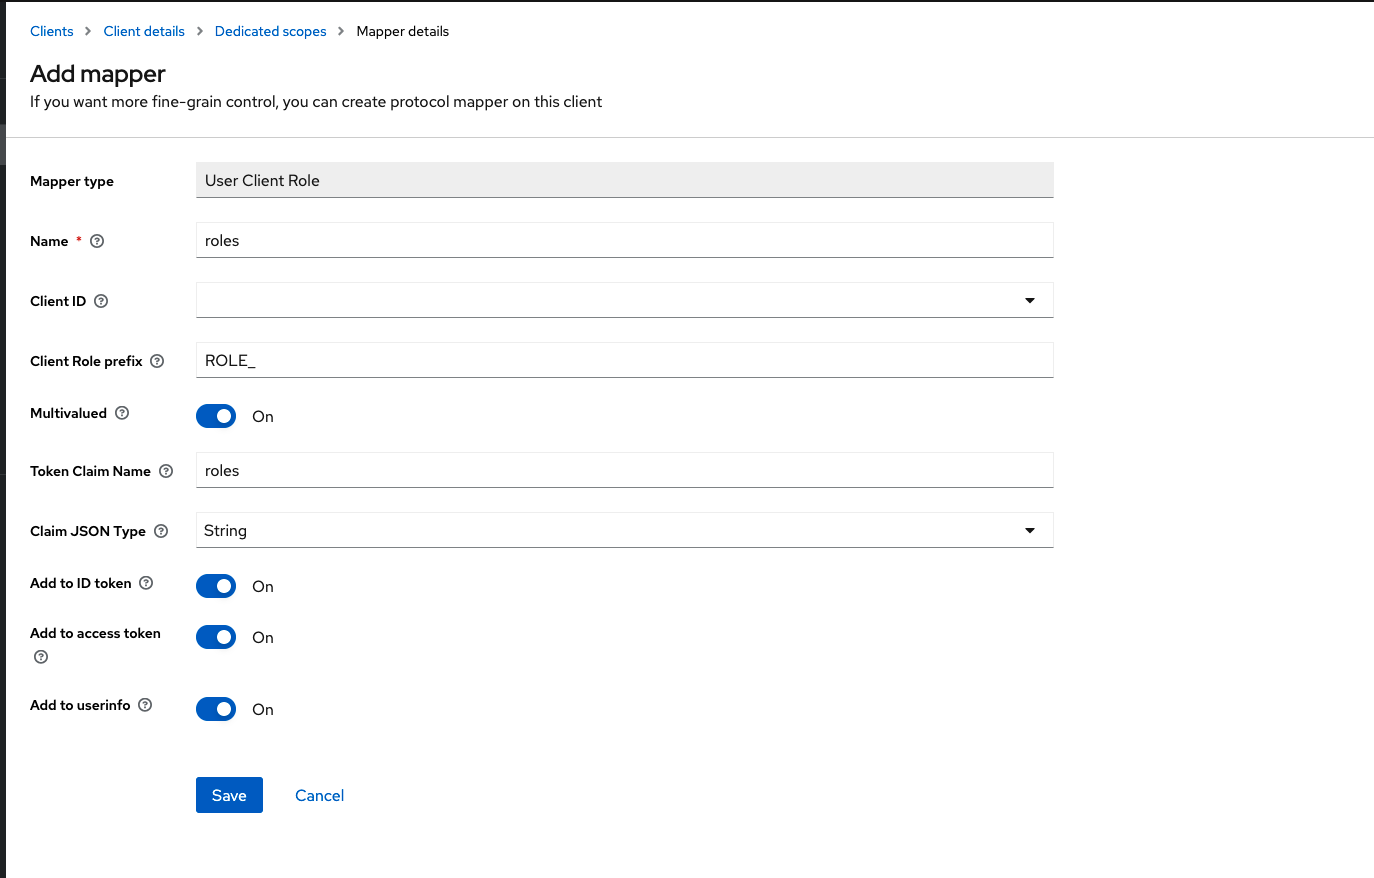 Clients > Client details > Dedicated scopes > Mapper details
Add mapper
If you want more fine-grain control, you can create protocol mapper on this client
Mapper type User Client Role
Name * roles
Client ID
Client Role prefix ROLE_
Multivalued On
Token Claim Name roles
Claim JSON Type String
Add to ID token On
Add to access token On
Add to userinfo On
Save Cancel